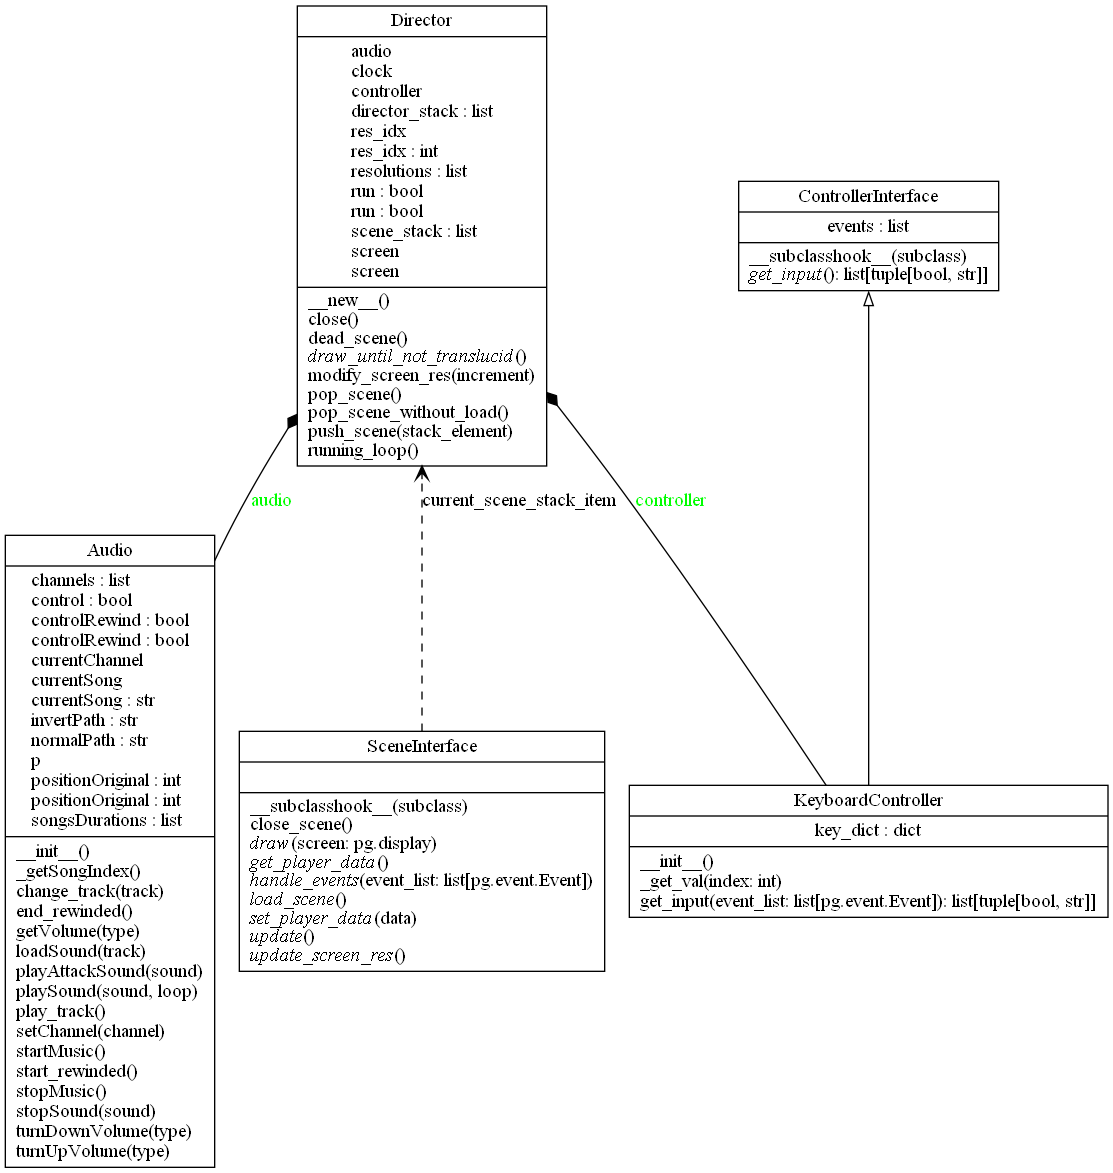 Director
audio
clock
controller
director_stack : list
res_idx
res_idx : int
resolutions : list
run : bool
run : bool
scene_stack : list
screen
screen
__new__()
close()
dead_scene()
draw_until_not_translucid()
modify_screen_res(increment)
pop_scene()
pop_scene_without_load()
push_scene(stack_element)
running_loop()
ControllerInterface
events : list
__subclasshook__(subclass)
get_input(): list[tuple[bool, str]]
audio
current_scene_stack_item
controller
Audio
channels : list
control : bool
controlRewind : bool
controlRewind : bool
currentChannel
currentSong
currentSong : str
invertPath : str
normalPath : str
p
positionOriginal : int
positionOriginal : int
songsDurations : list
__init__()
_getSongIndex()
change_track(track)
end_rewinded()
getVolume(type)
loadSound(track)
playAttackSound(sound)
playSound(sound, loop)
play_track()
setChannel(channel)
startMusic()
start_rewinded()
stopMusic()
stopSound(sound)
turnDownVolume(type)
turnUpVolume(type)
SceneInterface
__subclasshook__(subclass)
close_scene()
draw(screen: pg.display)
get_player_data()
handle_events(event_list: list[pg.event.Event])
load_scene()
set_player_data(data)
update()
update_screen_res()
KeyboardController
key_dict : dict
__init__()
_get_val(index: int)
get_input(event_list: list[pg.event.Event]): list[tuple[bool, str]]